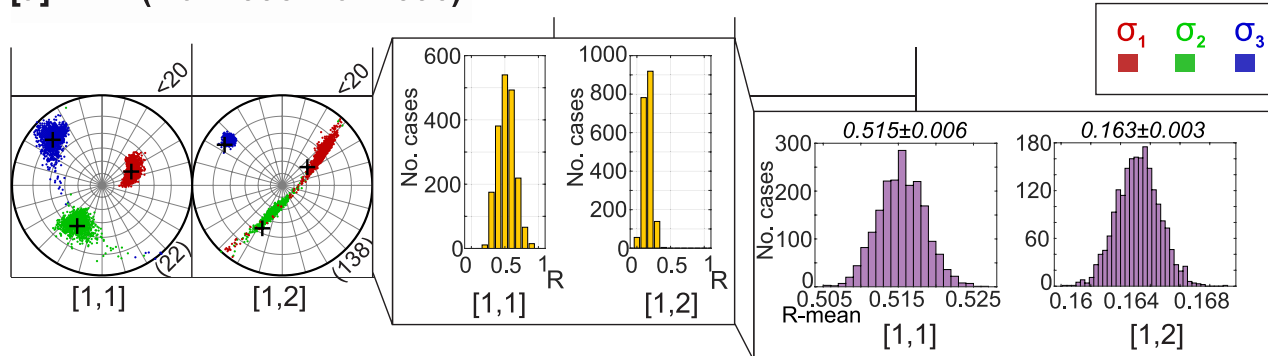 σ1 σ2 σ3
<20 <20
(22) (138)
[1,1] [1,2]
No. cases
600
400
200
0
0 0.5 1
R
[1,1]
No. cases
1000
800
600
400
200
0
0 1
R
[1,2]
0.515±0.006
No. cases
300
200
100
0
0.505 0.515 0.525
R-mean
[1,1]
0.163±0.003
180
120
60
0
0.16 0.164 0.168
[1,2]